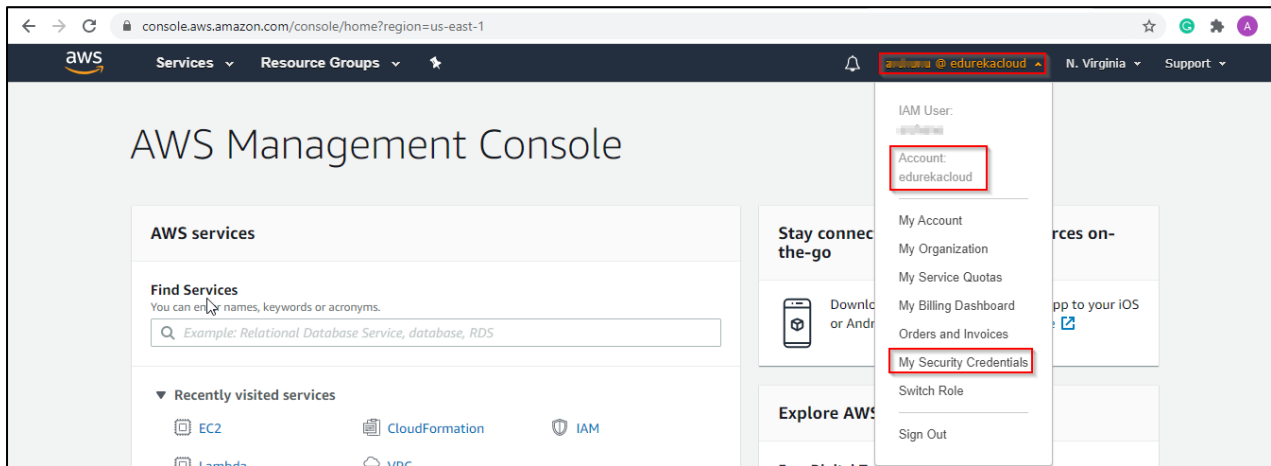 console.aws.amazon.com/console/home?region=us-east-1
A
aws
Services
Resource Groups
@ edurekacloud
N. Virginia
Support
IAM User:
Account:
edurekacloud
My Account
My Organization
My Service Quotas
My Billing Dashboard
Orders and Invoices
My Security Credentials
Switch Role
Sign Out
AWS Management Console
AWS services
Find Services
You can enter names, keywords or acronyms.
Example: Relational Database Service, database, RDS
Recently visited services
EC2
CloudFormation
IAM
Lambda
VPC
Stay connec
rces on-
the-go
Downlo
pp to your iOS
or Andr
Explore AWS